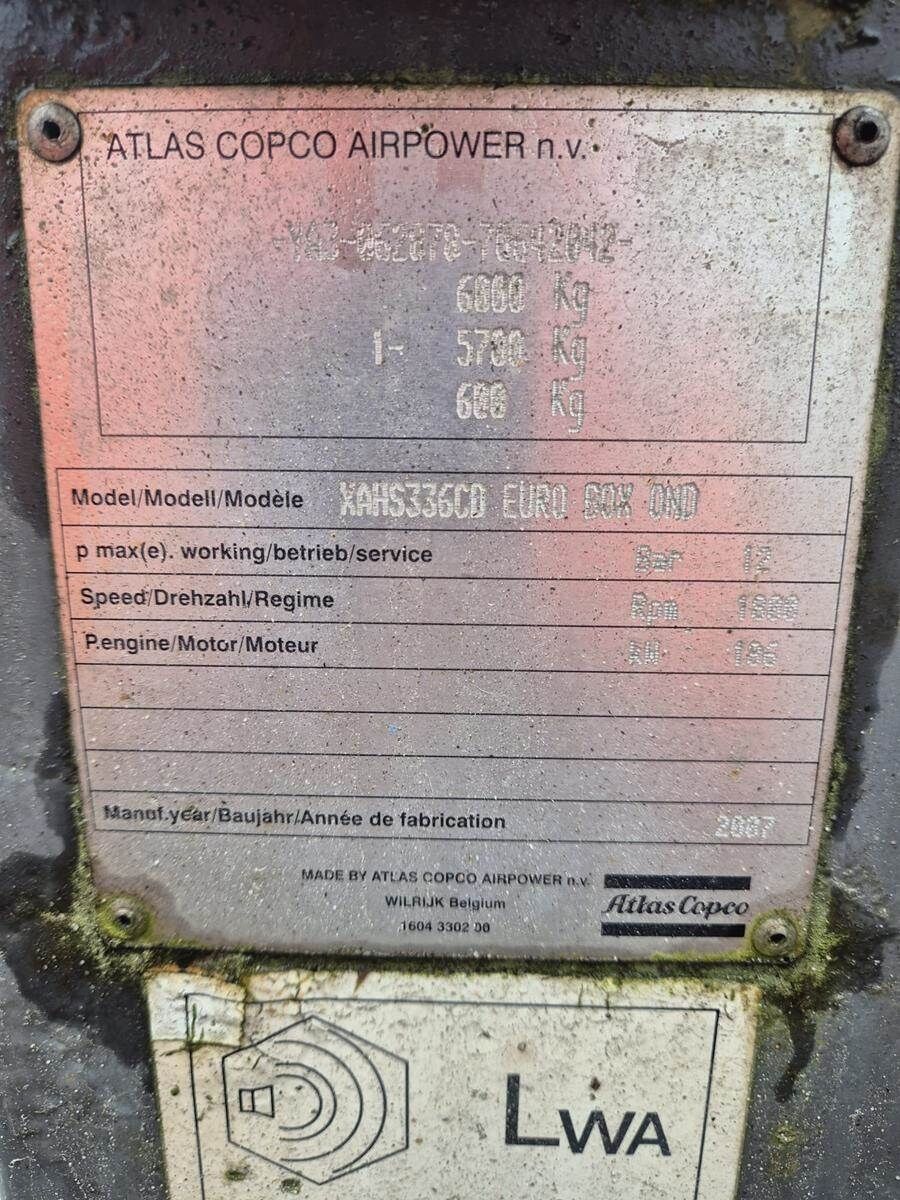 ATLAS COPCO AIRPOWER n.v.
6000 Kg
1- 5700 Kg
600 Kg
Model/Modell/Modèle XAHS336CD EURO BOX OND
p max(e). working/betrieb/service Bar 12
Speed/Drehzahl/Regime Rpm 1800
P.engine/Motor/Moteur kW 186
Manuf.year/Baujahr/Année de fabrication 2007
MADE BY ATLAS COPCO AIRPOWER n.v.
WILRIJK Belgium
Atlas Copco
1604 3302 00
LWA